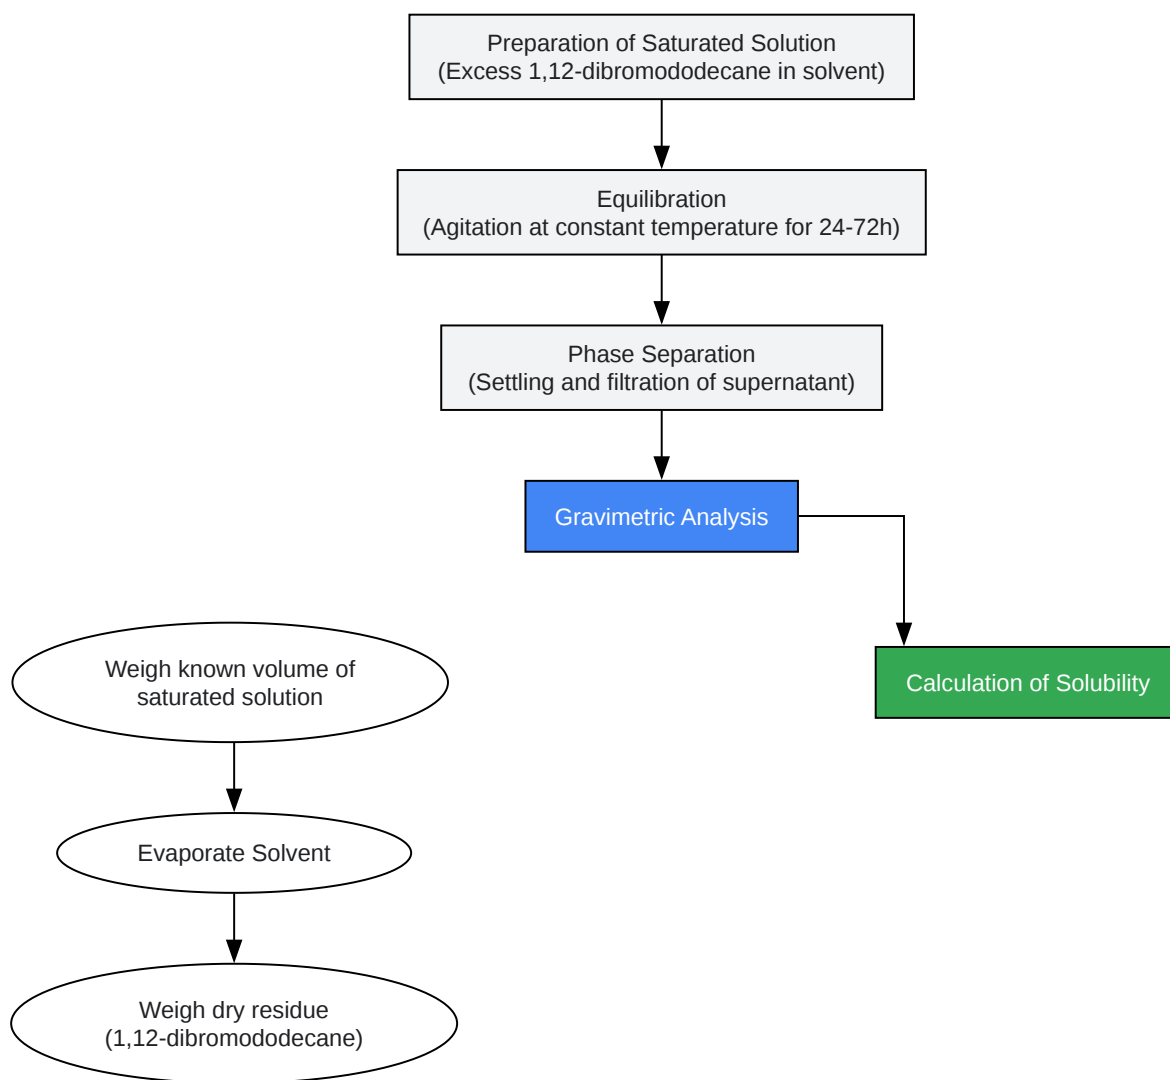 Preparation of Saturated Solution
(Excess 1,12-dibromododecane in solvent)
Equilibration
(Agitation at constant temperature for 24-72h)
Phase Separation
(Settling and filtration of supernatant)
Gravimetric Analysis
Calculation of Solubility
Weigh known volume of
saturated solution
Evaporate Solvent
Weigh dry residue
(1,12-dibromododecane)